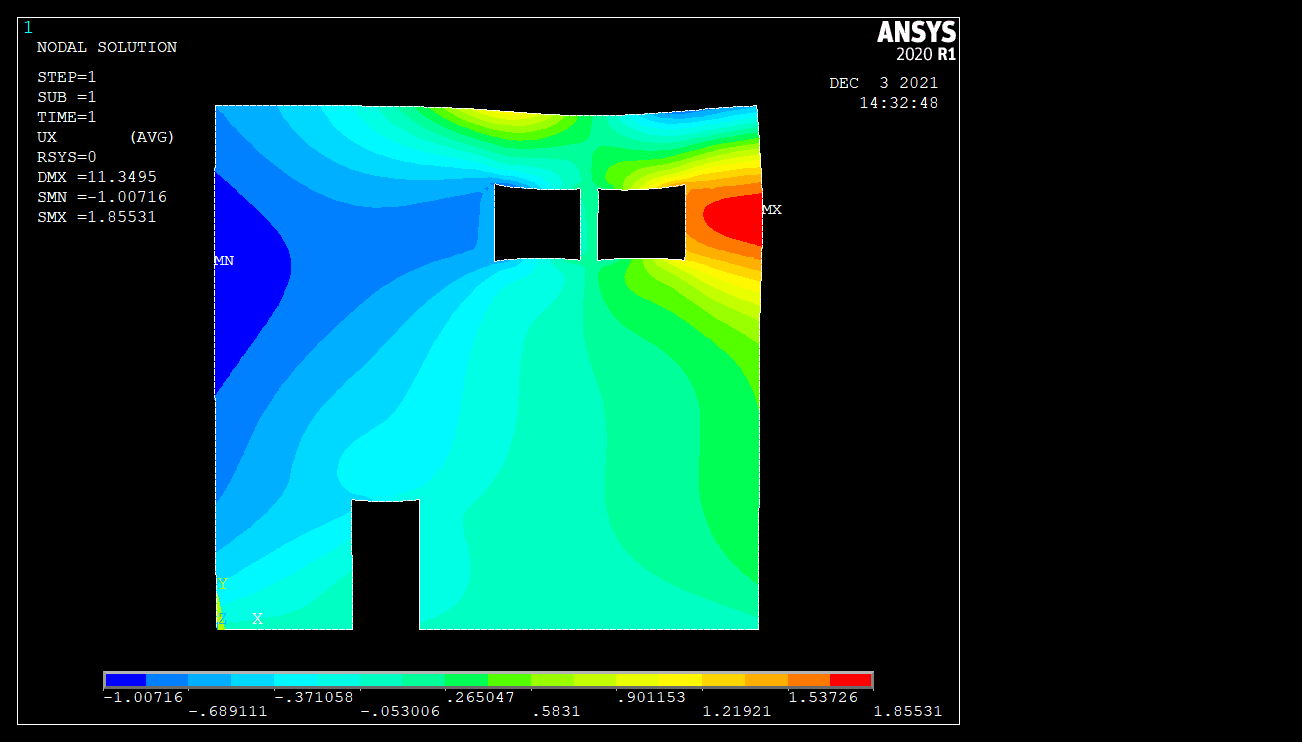 1
ANSYS
2020 R1
NODAL SOLUTION
STEP=1
SUB =1
TIME=1
UX (AVG)
RSYS=0
DMX =11.3495
SMN =-1.00716
SMX =1.85531
DEC 3 2021
14:32:48
MX
MN
Y
Z X
-1.00716 -.371058 .265047 .901153 1.53726
-.689111 -.053006 .5831 1.21921 1.85531